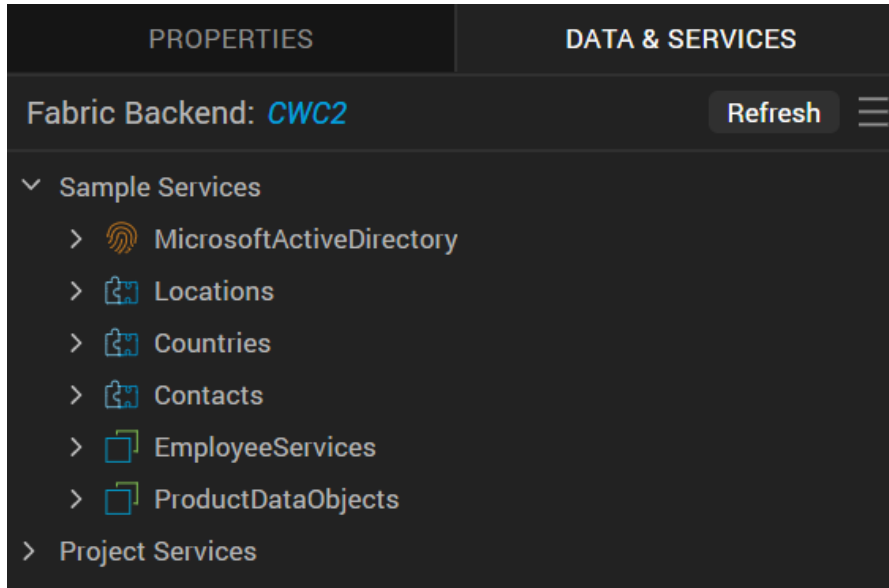 PROPERTIES DATA & SERVICES
Fabric Backend: CWC2 Refresh
Sample Services
MicrosoftActiveDirectory
Locations
Countries
Contacts
EmployeeServices
ProductDataObjects
Project Services